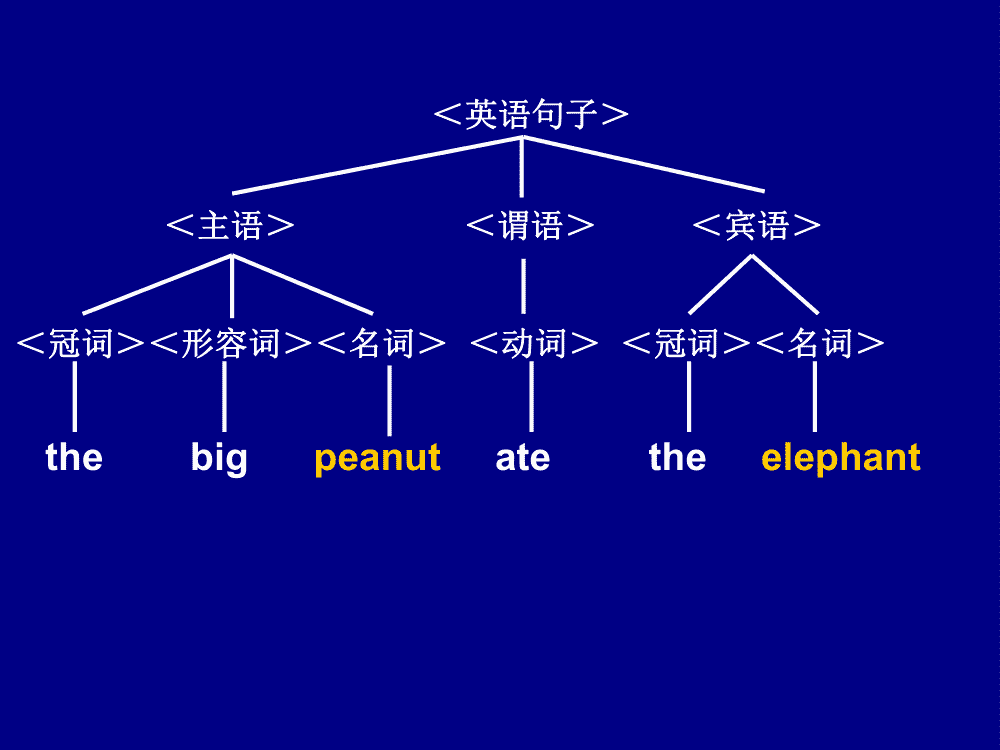 ＜英语句子＞
＜主语＞ ＜谓语＞ ＜宾语＞
＜冠词＞＜形容词＞＜名词＞ ＜动词＞ ＜冠词＞＜名词＞
the big peanut ate the elephant